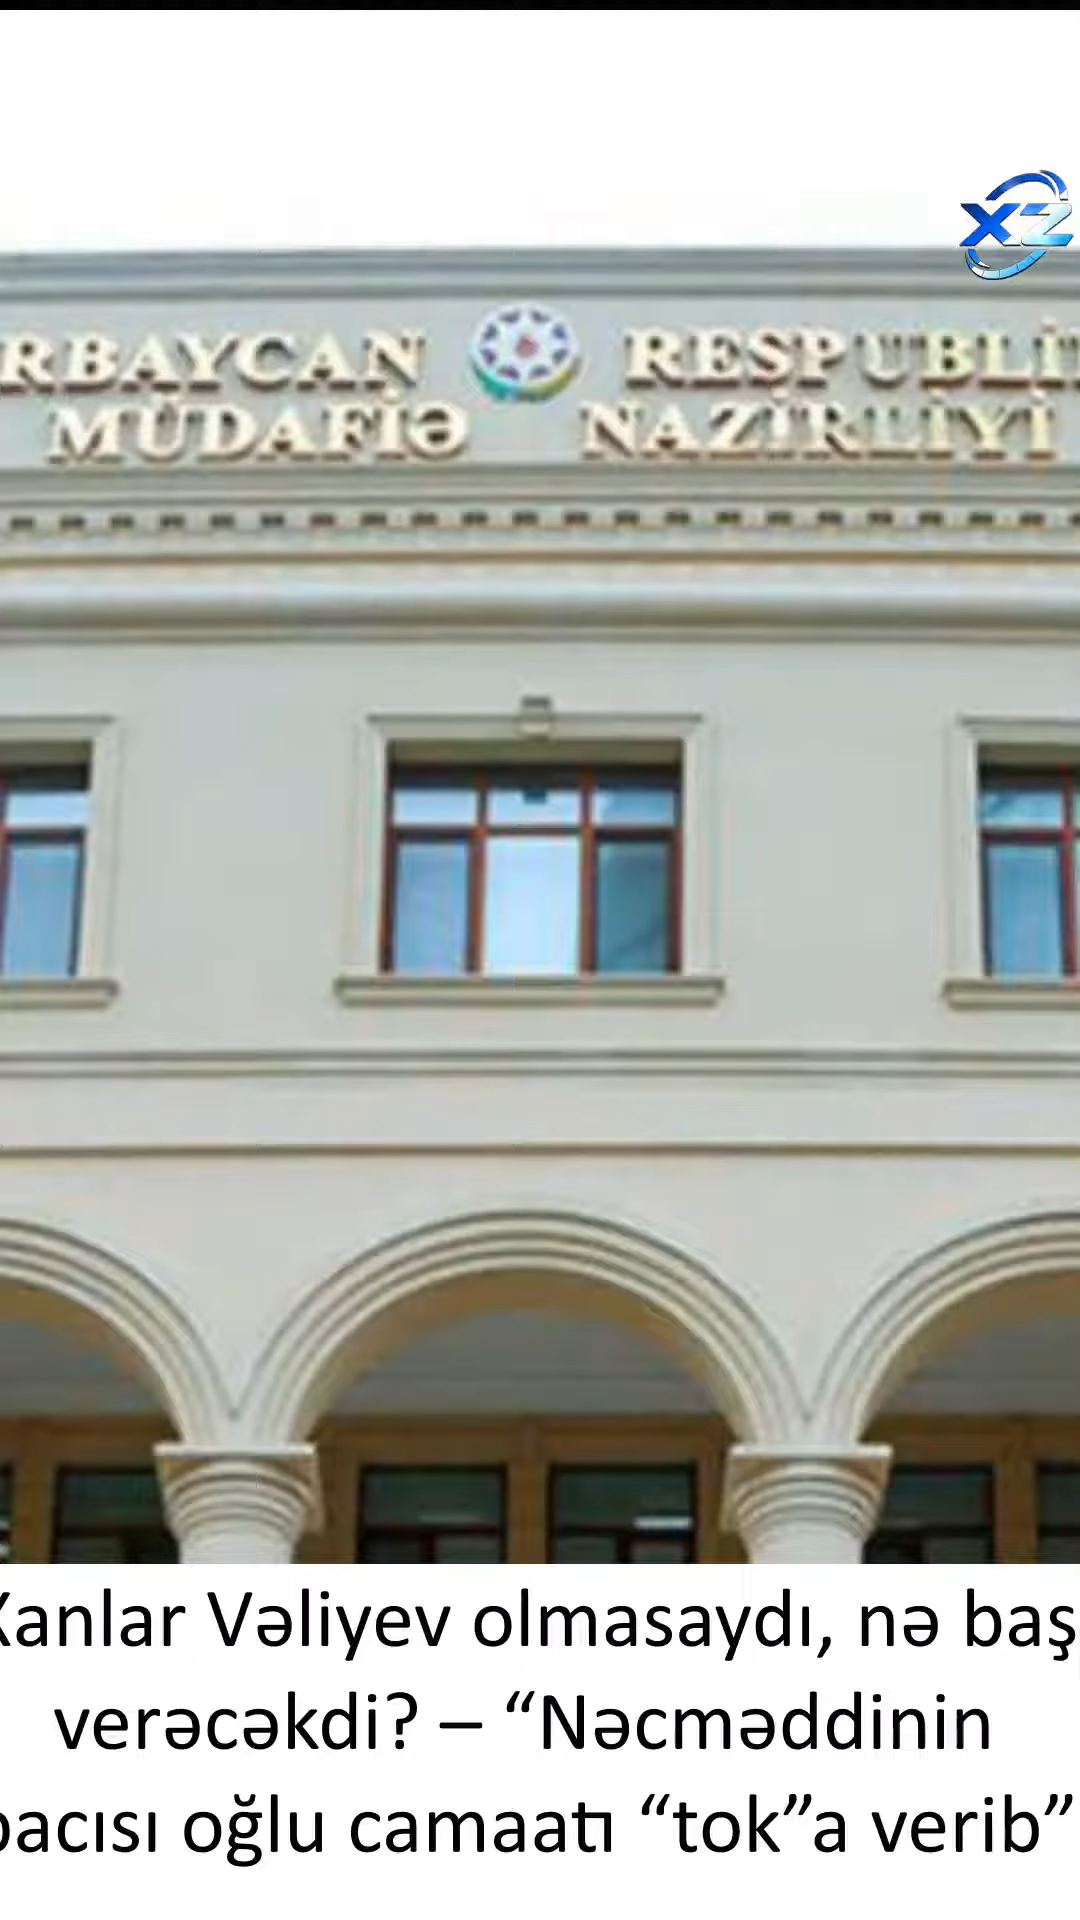 XZ
RBAYCAN RESPUBLİ
MÜDAFİƏ NAZİRLİYİ
Xanlar Vəliyev olmasaydı, nə baş
verəcəkdi? – “Nəcməddinin
bacısı oğlu camaatı “tok”a verib”